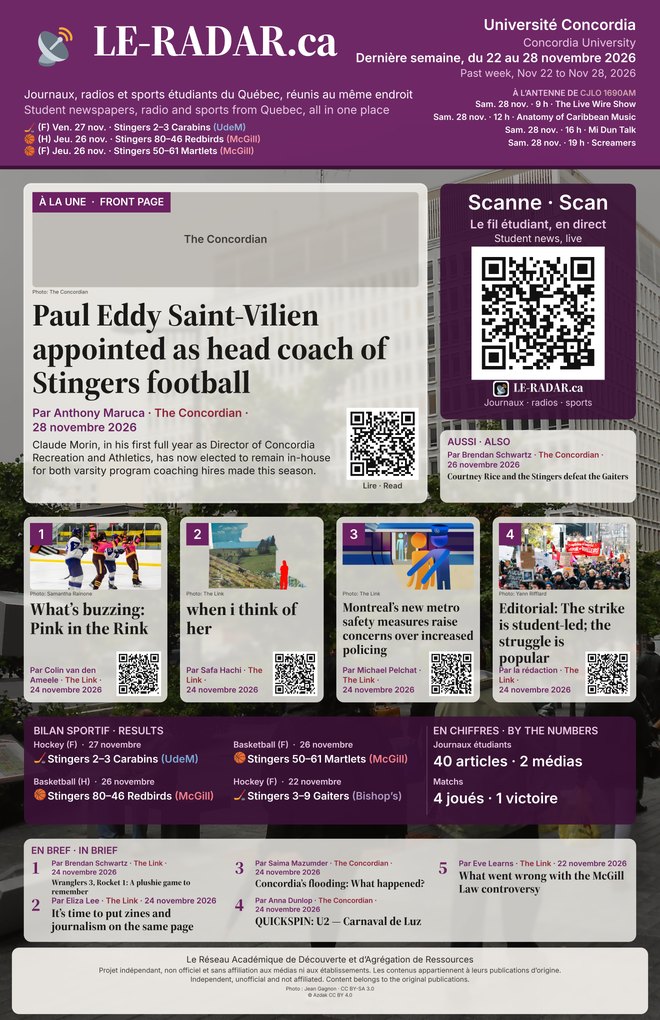 LE-RADAR.ca
Université Concordia
Concordia University
Dernière semaine, du 22 au 28 novembre 2026
Past week, Nov 22 to Nov 28, 2026
Journaux, radios et sports étudiants du Québec, réunis au même endroit
Student newspapers, radio and sports from Quebec, all in one place
(F) Ven. 27 nov. · Stingers 2–3 Carabins (UdeM)
(H) Jeu. 26 nov. · Stingers 80–46 Redbirds (McGill)
(F) Jeu. 26 nov. · Stingers 50–61 Martlets (McGill)
À L'ANTENNE DE CJLO 1690AM
Sam. 28 nov. · 9 h · The Live Wire Show
Sam. 28 nov. · 12 h · Anatomy of Caribbean Music
Sam. 28 nov. · 16 h · Mi Dun Talk
Sam. 28 nov. · 19 h · Screamers
À LA UNE · FRONT PAGE
The Concordian
Photo: The Concordian
Paul Eddy Saint-Vilien
appointed as head coach of
Stingers football
Par Anthony Maruca · The Concordian ·
28 novembre 2026
Claude Morin, in his first full year as Director of Concordia
Recreation and Athletics, has now elected to remain in-house
for both varsity program coaching hires made this season.
Lire · Read
Scanne · Scan
Le fil étudiant, en direct
Student news, live
LE-RADAR.ca
Journaux · radios · sports
AUSSI · ALSO
Par Brendan Schwartz · The Concordian ·
26 novembre 2026
Courtney Rice and the Stingers defeat the Gaiters
1
Photo: Samantha Rainone
What's buzzing:
Pink in the Rink
Par Colin van den
Ameele · The Link ·
24 novembre 2026
2
Photo: The Link
when i think of
her
Par Safa Hachi · The
Link ·
24 novembre 2026
3
Photo: The Link
Montreal's new metro
safety measures raise
concerns over increased
policing
Par Michael Pelchat ·
The Link ·
24 novembre 2026
4
Photo: Yann Rifflard
Editorial: The strike
is student-led; the
struggle is
popular
Par la rédaction · The
Link ·
24 novembre 2026
BILAN SPORTIF · RESULTS
Hockey (F) · 27 novembre
Stingers 2–3 Carabins (UdeM)
Basketball (F) · 26 novembre
Stingers 50–61 Martlets (McGill)
Basketball (H) · 26 novembre
Stingers 80–46 Redbirds (McGill)
Hockey (F) · 22 novembre
Stingers 3–9 Gaiters (Bishop's)
EN CHIFFRES · BY THE NUMBERS
Journaux étudiants
40 articles · 2 médias
Matchs
4 joués · 1 victoire
EN BREF · IN BRIEF
1
Par Brendan Schwartz · The Link ·
24 novembre 2026
Wranglers 3, Rocket 1: A plushie game to
remember
2
Par Eliza Lee · The Link · 24 novembre 2026
It's time to put zines and
journalism on the same page
3
Par Saima Mazumder · The Concordian ·
24 novembre 2026
Concordia's flooding: What happened?
4
Par Anna Dunlop · The Concordian ·
24 novembre 2026
QUICKSPIN: U2 — Carnaval de Luz
5
Par Eve Learns · The Link · 22 novembre 2026
What went wrong with the McGill
Law controversy
Le Réseau Académique de Découverte et d'Agrégation de Ressources
Projet indépendant, non officiel et sans affiliation aux médias ni aux établissements. Les contenus appartiennent à leurs publications d'origine.
Independent, unofficial and not affiliated. Content belongs to the original publications.
Photo : Jean Gagnon · CC BY-SA 3.0
© Azdak CC BY 4.0